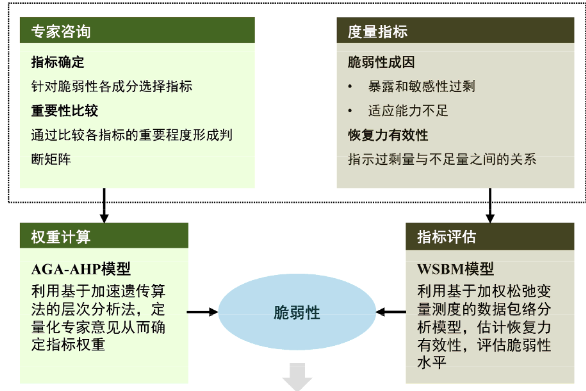 专家咨询
指标确定
针对脆弱性各成分选择指标
重要性比较
通过比较各指标的重要程度形成判
断矩阵
度量指标
脆弱性成因
• 暴露和敏感性过剩
• 适应能力不足
恢复力有效性
指示过剩量与不足量之间的关系
权重计算
AGA-AHP模型
利用基于加速遗传算
法的层次分析法，定
量化专家意见从而确
定指标权重
脆弱性
指标评估
WSBM模型
利用基于加权松弛变
量测度的数据包络分
析模型，估计恢复力
有效性，评估脆弱性
水平